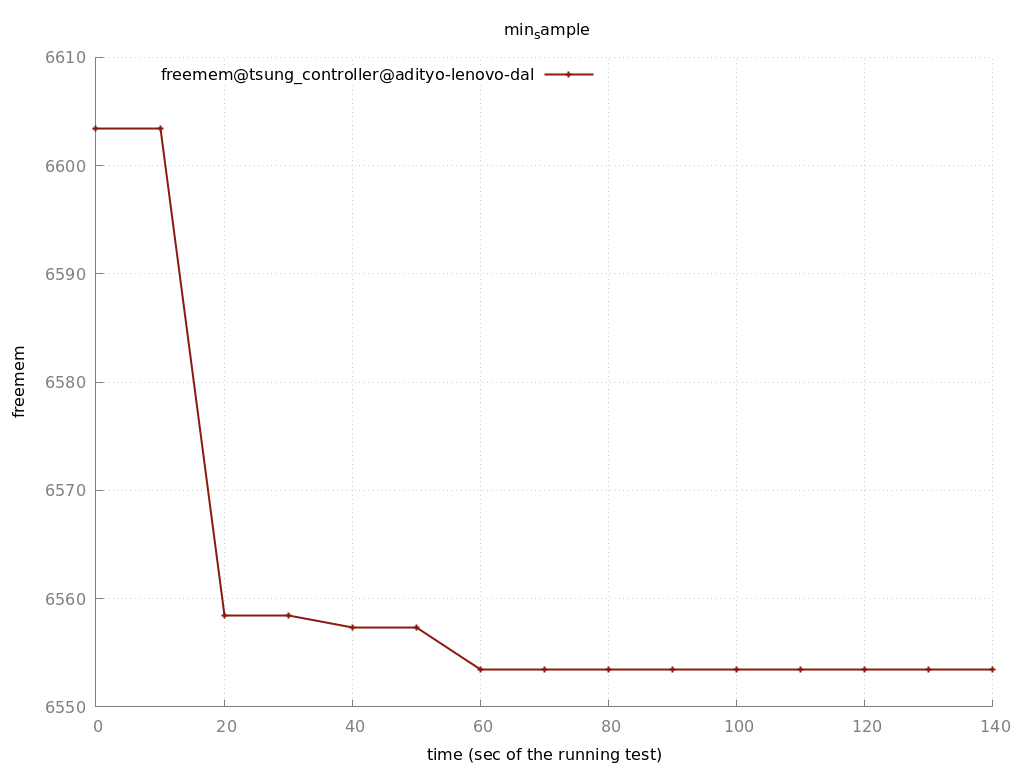 min_sample
6610
freemem@tsung_controller@adityo-lenovo-dal
6600
6590
6580
freemem
6570
6560
6550
0 20 40 60 80 100 120 140
time (sec of the running test)